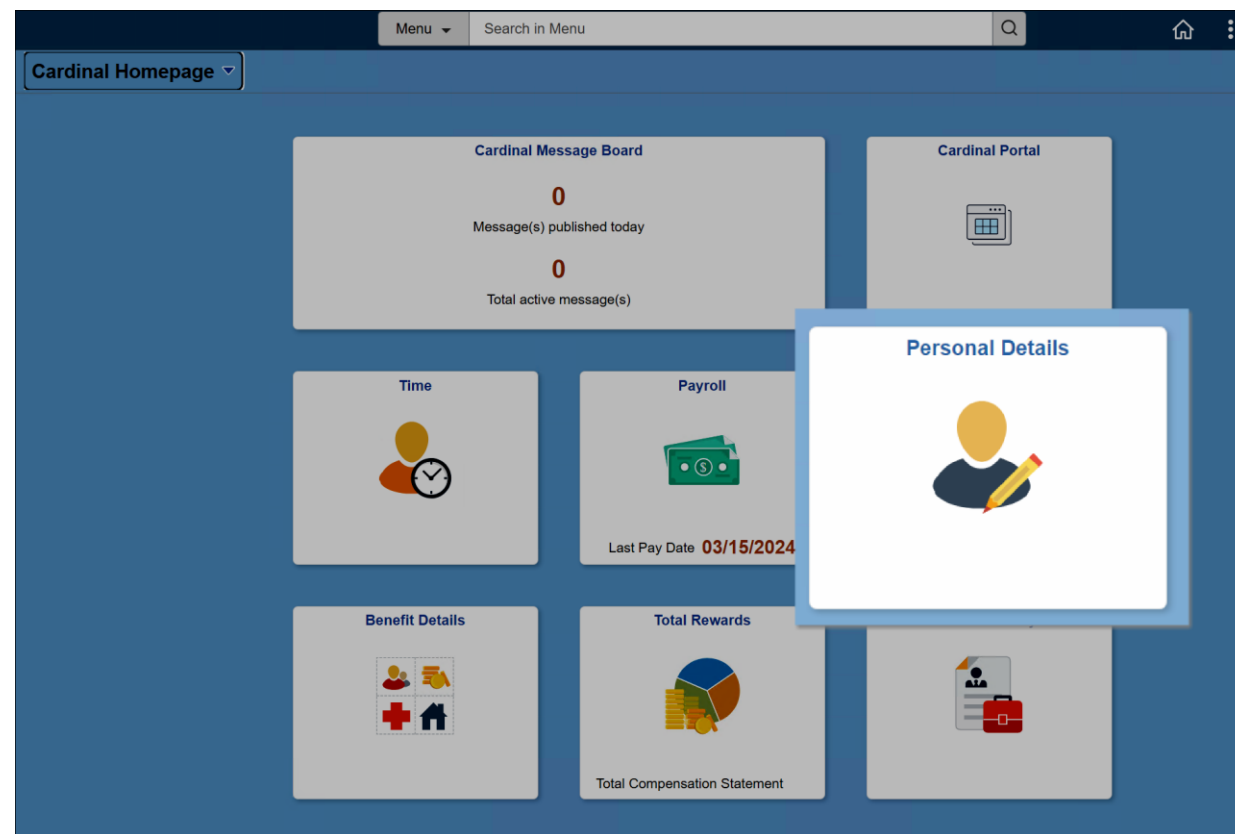 Menu
Search in Menu
Cardinal Homepage
Cardinal Message Board
0
Message(s) published today
0
Total active message(s)
Cardinal Portal
Time
Payroll
Last Pay Date 03/15/2024
Personal Details
Benefit Details
Total Rewards
Total Compensation Statement